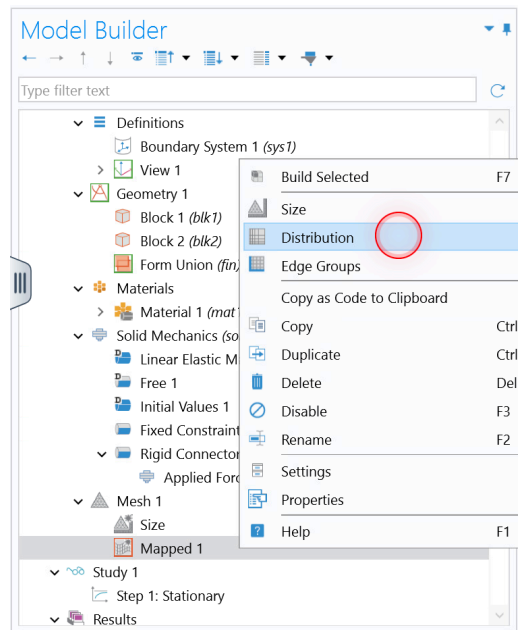 Model Builder
Type filter text
Definitions
Boundary System 1 (sys1)
View 1
Build Selected F7
Geometry 1
Size
Block 1 (blk1)
Distribution
Block 2 (blk2)
Edge Groups
Form Union (fin)
Materials
Copy as Code to Clipboard
Material 1 (mat1
Copy Ctrl
Solid Mechanics (so
Duplicate Ctrl
Linear Elastic M
Free 1
Delete Del
Initial Values 1
Disable F3
Fixed Constraint
Rename F2
Rigid Connector
Settings
Applied Forc
Mesh 1
Properties
Size
Help F1
Mapped 1
Study 1
Step 1: Stationary
Results